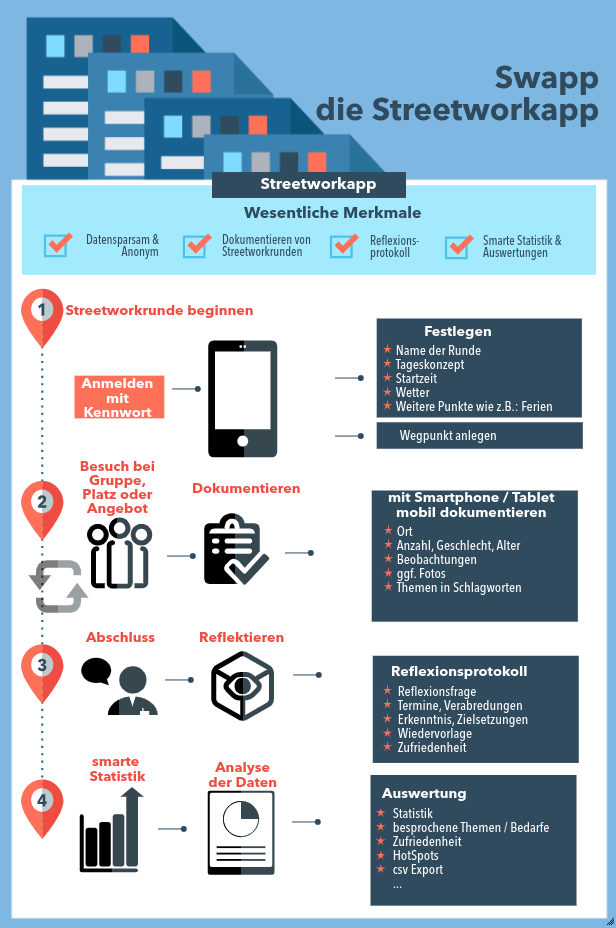 Swapp
die Streetworkapp
Streetworkapp
Wesentliche Merkmale
Datensparsam &
Anonym
Dokumentieren von
Streetworkrunden
Reflexions-
protokoll
Smarte Statistik &
Auswertungen
1
Streetworkrunde beginnen
Anmelden
mit
Kennwort
Festlegen
Name der Runde
Tageskonzept
Startzeit
Wetter
Weitere Punkte wie z.B.: Ferien
Wegpunkt anlegen
2
Besuch bei
Gruppe,
Platz oder
Angebot
Dokumentieren
mit Smartphone / Tablet
mobil dokumentieren
Ort
Anzahl, Geschlecht, Alter
Beobachtungen
ggf. Fotos
Themen in Schlagworten
3
Abschluss
Reflektieren
Reflexionsprotokoll
Reflexionsfrage
Termine, Verabredungen
Erkenntnis, Zielsetzungen
Wiedervorlage
Zufriedenheit
4
smarte
Statistik
Analyse
der Daten
Auswertung
Statistik
besprochene Themen / Bedarfe
Zufriedenheit
HotSpots
csv Export
...